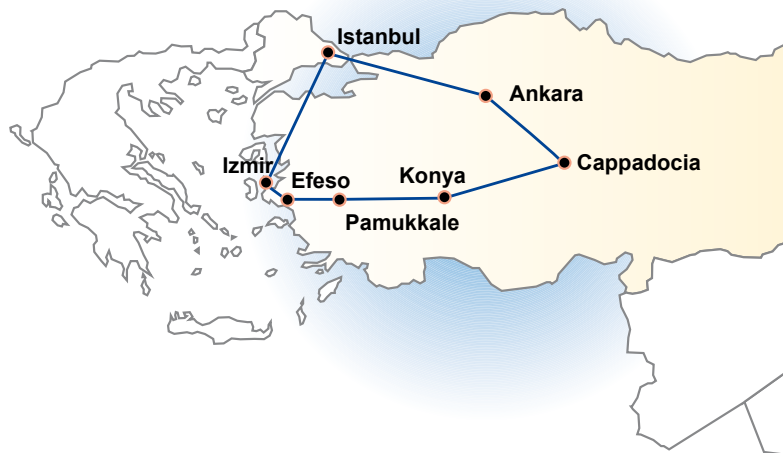 Istanbul
Ankara
Cappadocia
Izmir
Efeso
Konya
Pamukkale